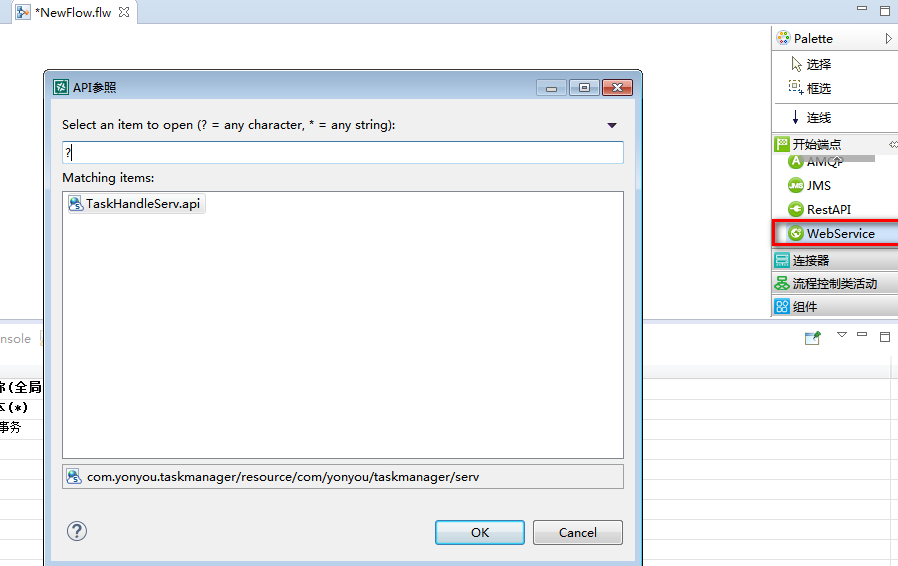 *NewFlow.flw
Palette
选择
框选
连线
开始端点
AMQP
JMS
RestAPI
WebService
连接器
流程控制类活动
组件
API参照
Select an item to open (? = any character, * = any string):
?
Matching items:
TaskHandleServ.api
com.yonyou.taskmanager/resource/com/yonyou/taskmanager/serv
OK
Cancel
nsole
称(全局
本(*)
事务